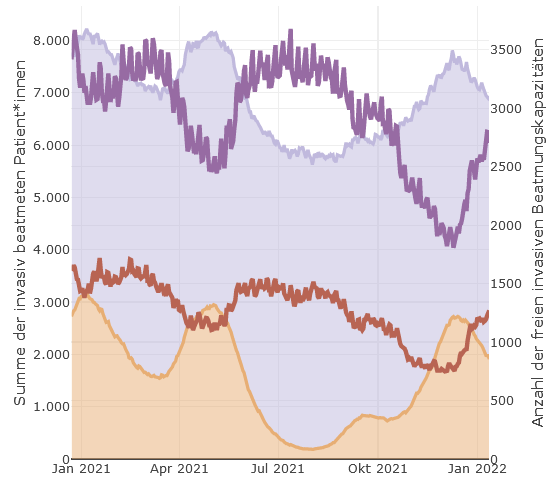 Summe der invasiv beatmeten Patient*innen
8.000
7.000
6.000
5.000
4.000
3.000
2.000
1.000
0
3500
3000
2500
2000
1500
1000
500
0
Anzahl der freien invasiven Beatmungskapazitäten
Jan 2021
Apr 2021
Jul 2021
Okt 2021
Jan 2022